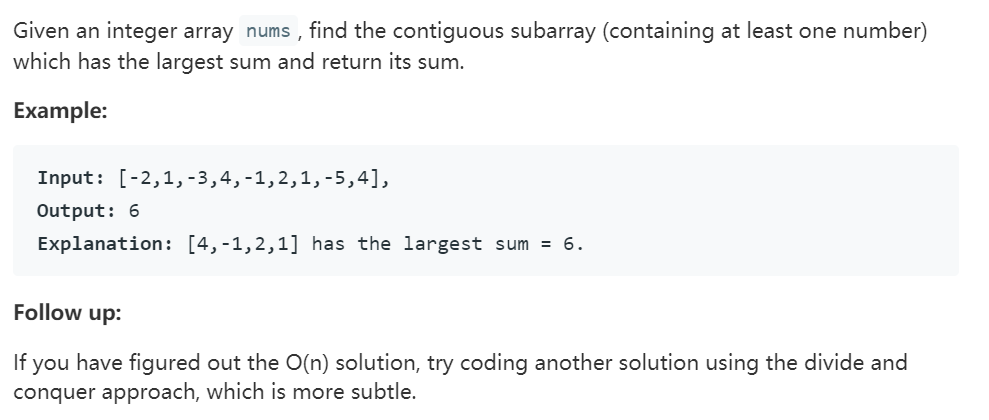 Given an integer array nums , find the contiguous subarray (containing at least one number)
which has the largest sum and return its sum.
Example:
Input: [-2,1,-3,4,-1,2,1,-5,4],
Output: 6
Explanation: [4,-1,2,1] has the largest sum = 6.
Follow up:
If you have figured out the O(n) solution, try coding another solution using the divide and
conquer approach, which is more subtle.